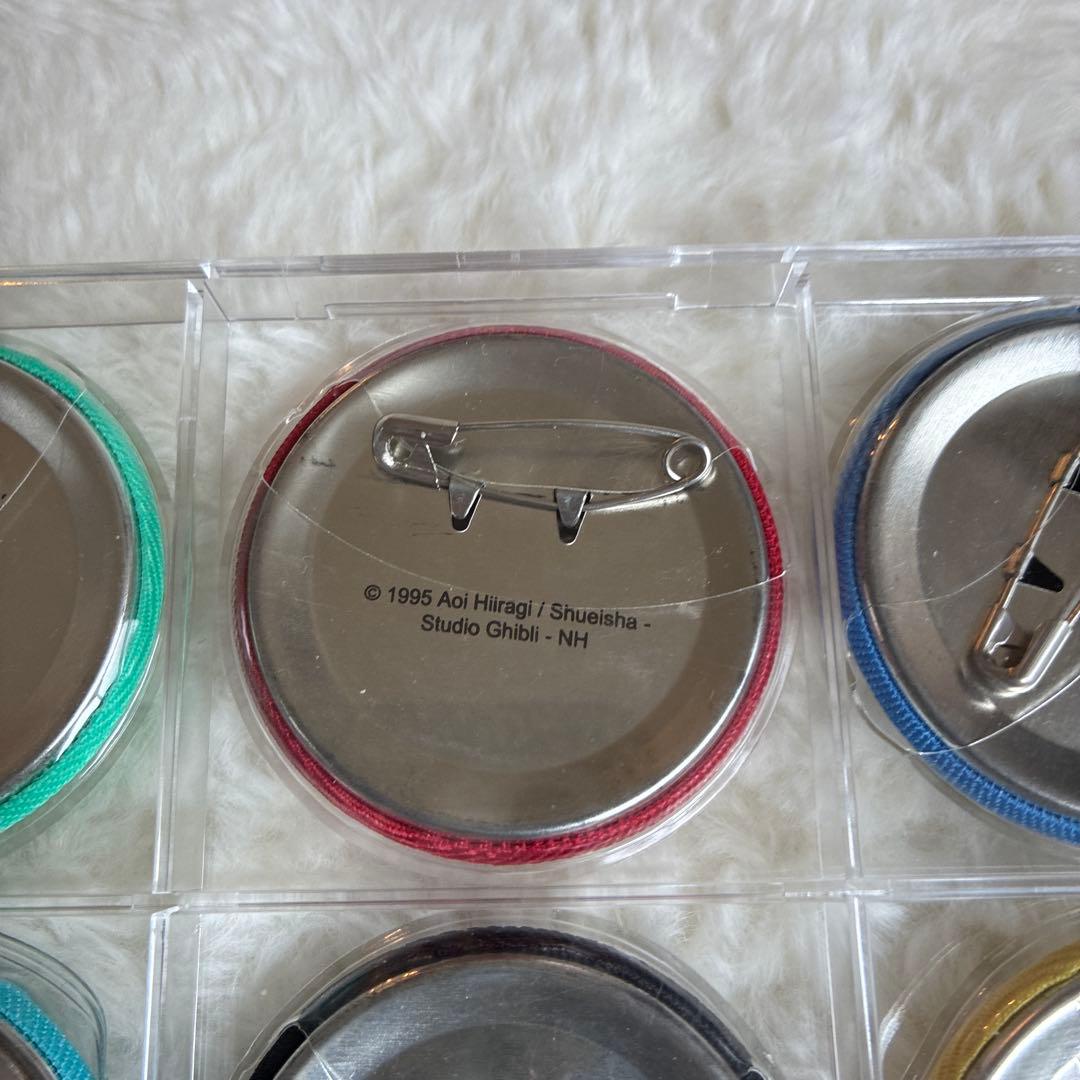 © 1995 Aoi Hiiragi / Shueisha -
Studio Ghibli - NH